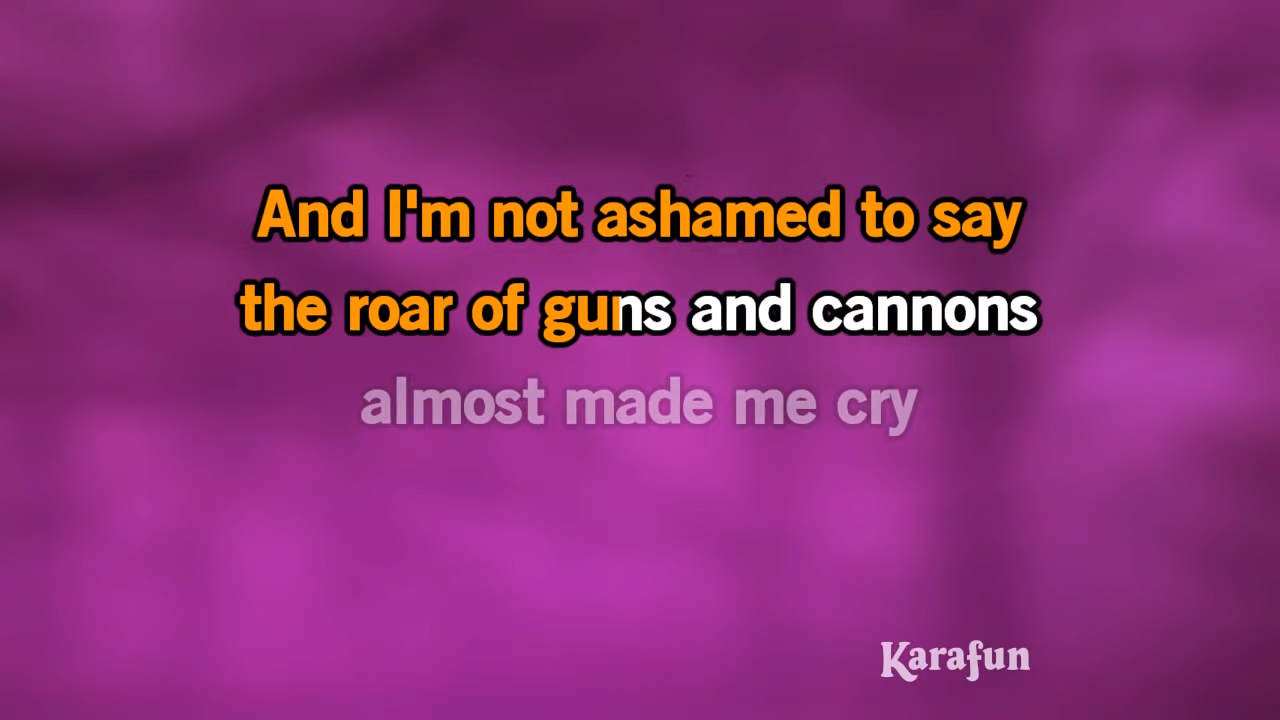 And I'm not ashamed to say
the roar of guns and cannons
almost made me cry
Karafun